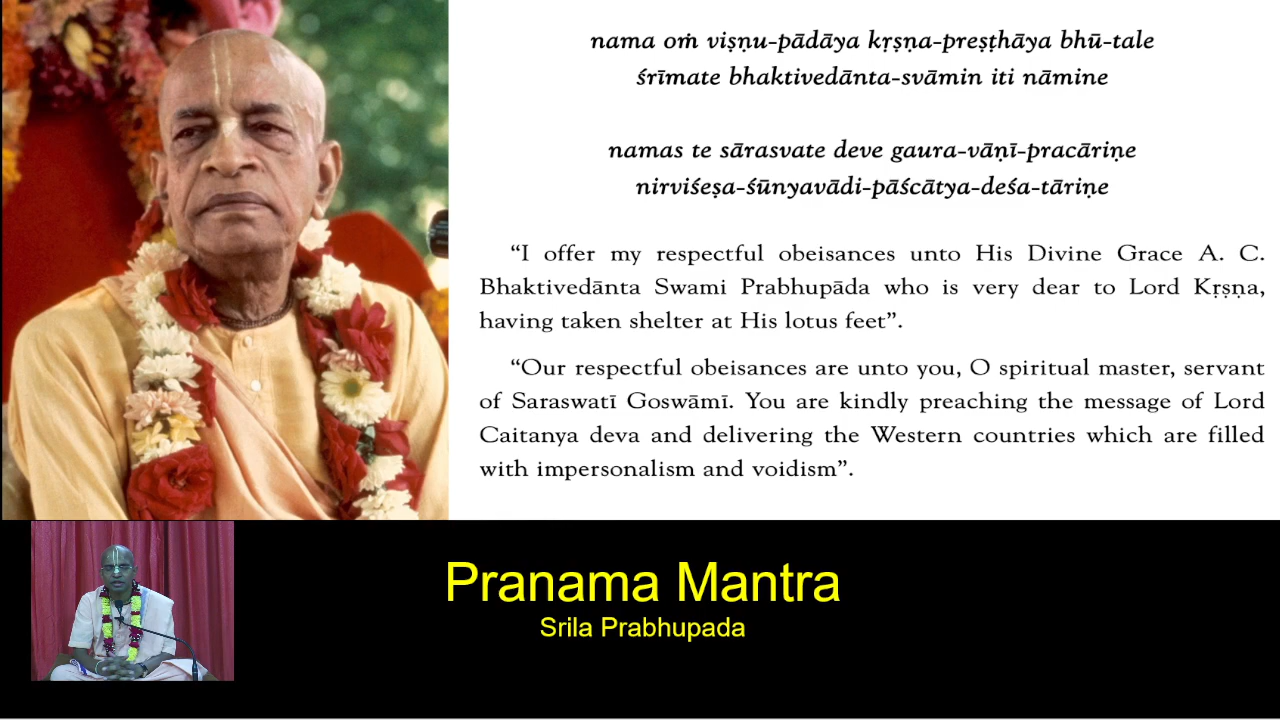 nama oṁ viṣṇu-pādāya kṛṣṇa-preṣṭhāya bhū-tale
śrīmate bhaktivedānta-svāmin iti nāmine
namas te sārasvate deve gaura-vāṇī-pracāriṇe
nirviśeṣa-śūnyavādi-pāścātya-deśa-tāriṇe
“I offer my respectful obeisances unto His Divine Grace A. C.
Bhaktivedānta Swami Prabhupāda who is very dear to Lord Kṛṣṇa,
having taken shelter at His lotus feet”.
“Our respectful obeisances are unto you, O spiritual master, servant
of Saraswatī Goswāmī. You are kindly preaching the message of Lord
Caitanya deva and delivering the Western countries which are filled
with impersonalism and voidism”.
Pranama Mantra
Srila Prabhupada